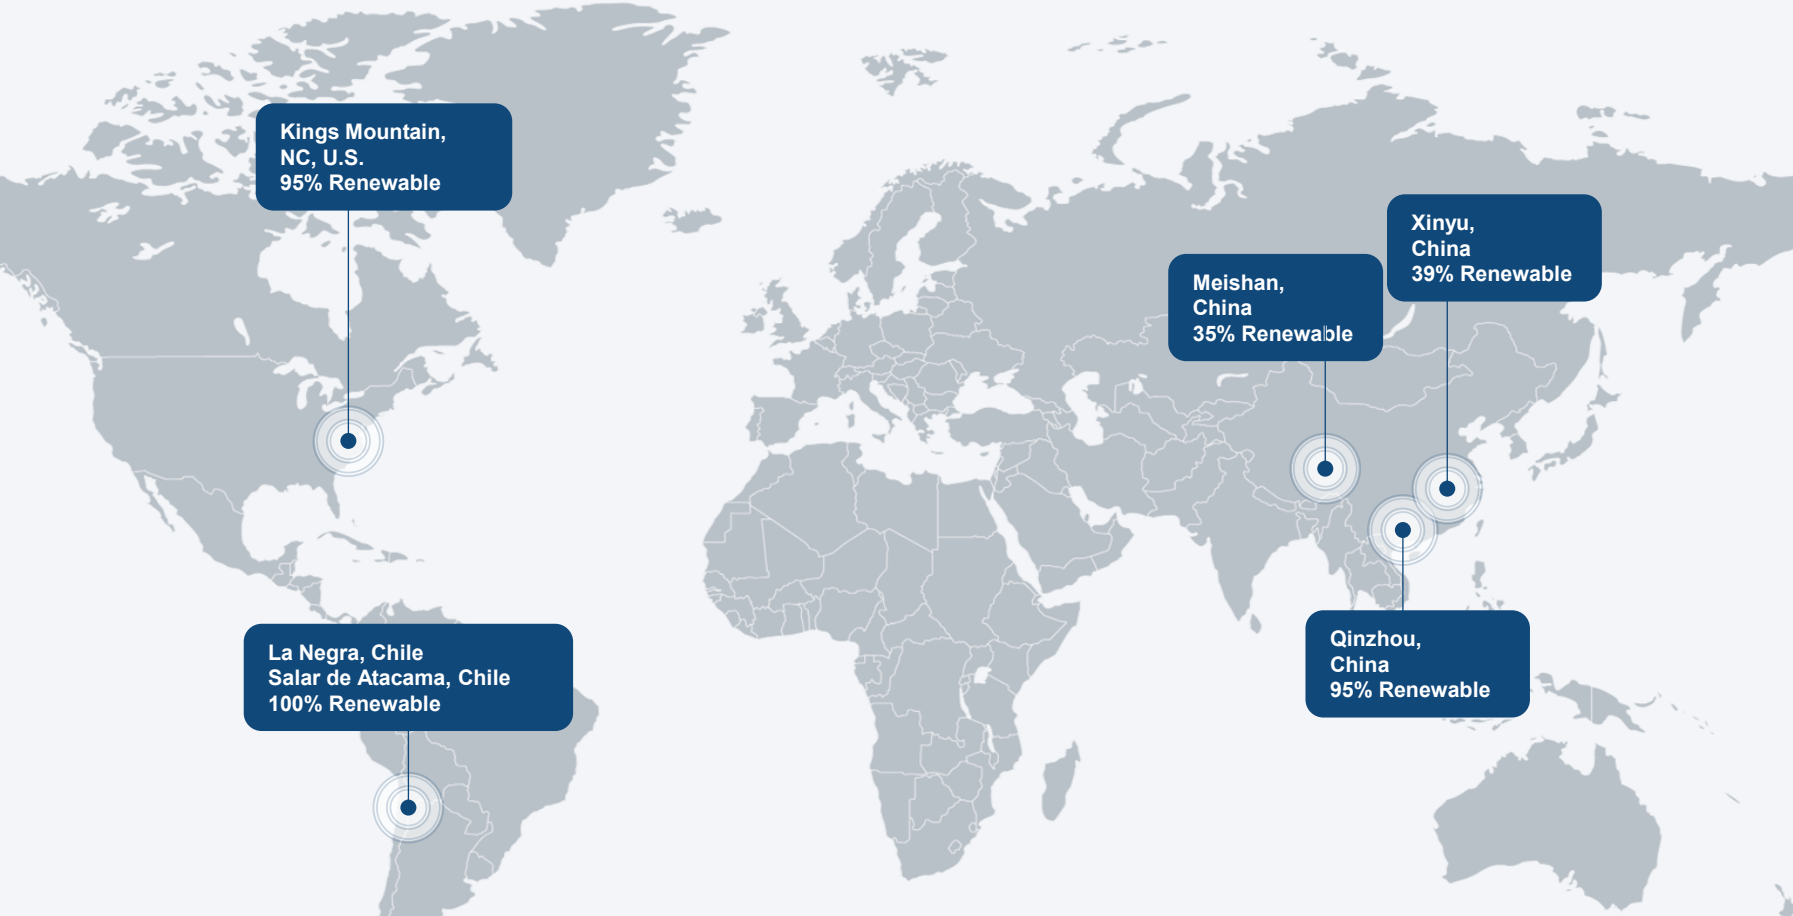 Kings Mountain,
NC, U.S.
95% Renewable
Xinyu,
China
39% Renewable
Meishan,
China
35% Renewable
La Negra, Chile
Salar de Atacama, Chile
100% Renewable
Qinzhou,
China
95% Renewable